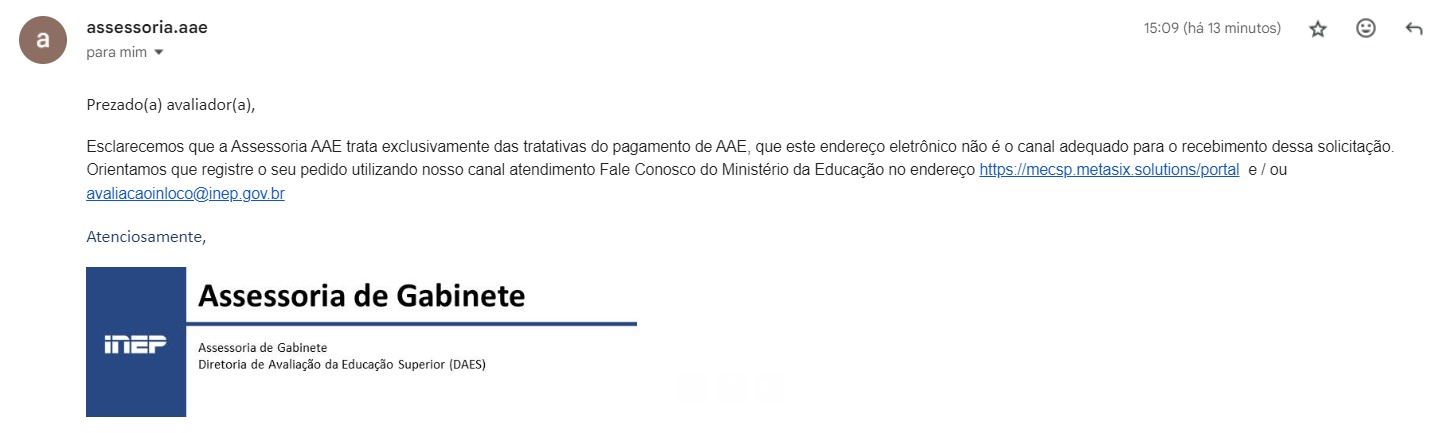 a
assessoria.aae
15:09 (há 13 minutos)
para mim
Prezado(a) avaliador(a),
Esclarecemos que a Assessoria AAE trata exclusivamente das tratativas do pagamento de AAE, que este endereço eletrônico não é o canal adequado para o recebimento dessa solicitação.
Orientamos que registre o seu pedido utilizando nosso canal atendimento Fale Conosco do Ministério da Educação no endereço https://mecsp.metasix.solutions/portal e / ou
avaliacaoinloco@inep.gov.br
Atenciosamente,
Assessoria de Gabinete
inep
Assessoria de Gabinete
Diretoria de Avaliação da Educação Superior (DAES)